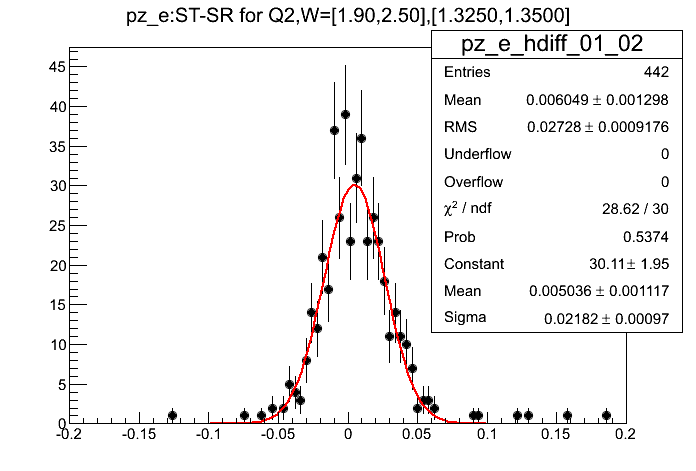 pz_e:ST-SR for Q2,W=[1.90,2.50],[1.3250,1.3500]
pz_e_hdiff_01_02
Entries 442
Mean 0.006049 ± 0.001298
RMS 0.02728 ± 0.0009176
Underflow 0
Overflow 0
χ² / ndf 28.62 / 30
Prob 0.5374
Constant 30.11± 1.95
Mean 0.005036 ± 0.001117
Sigma 0.02182 ± 0.00097
45
40
35
30
25
20
15
10
5
0
-0.2 -0.15 -0.1 -0.05 0 0.05 0.1 0.15 0.2